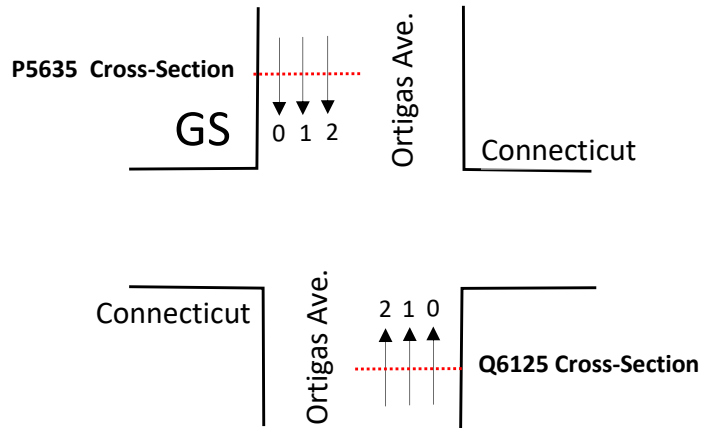 P5635 Cross-Section
GS
0 1 2
Ortigas Ave.
Connecticut
Connecticut
Ortigas Ave.
2 1 0
Q6125 Cross-Section